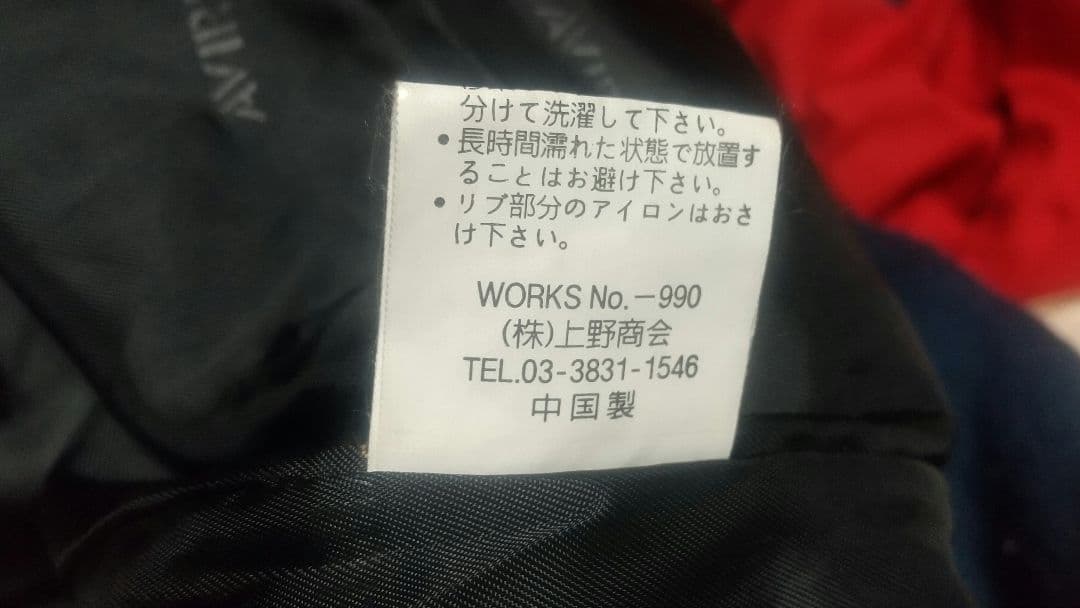 分けて洗濯して下さい。
●長時間濡れた状態で放置す
ることはお避け下さい。
●リブ部分のアイロンはおさ
け下さい。
WORKS No.－990
(株)上野商会
TEL.03-3831-1546
中国製